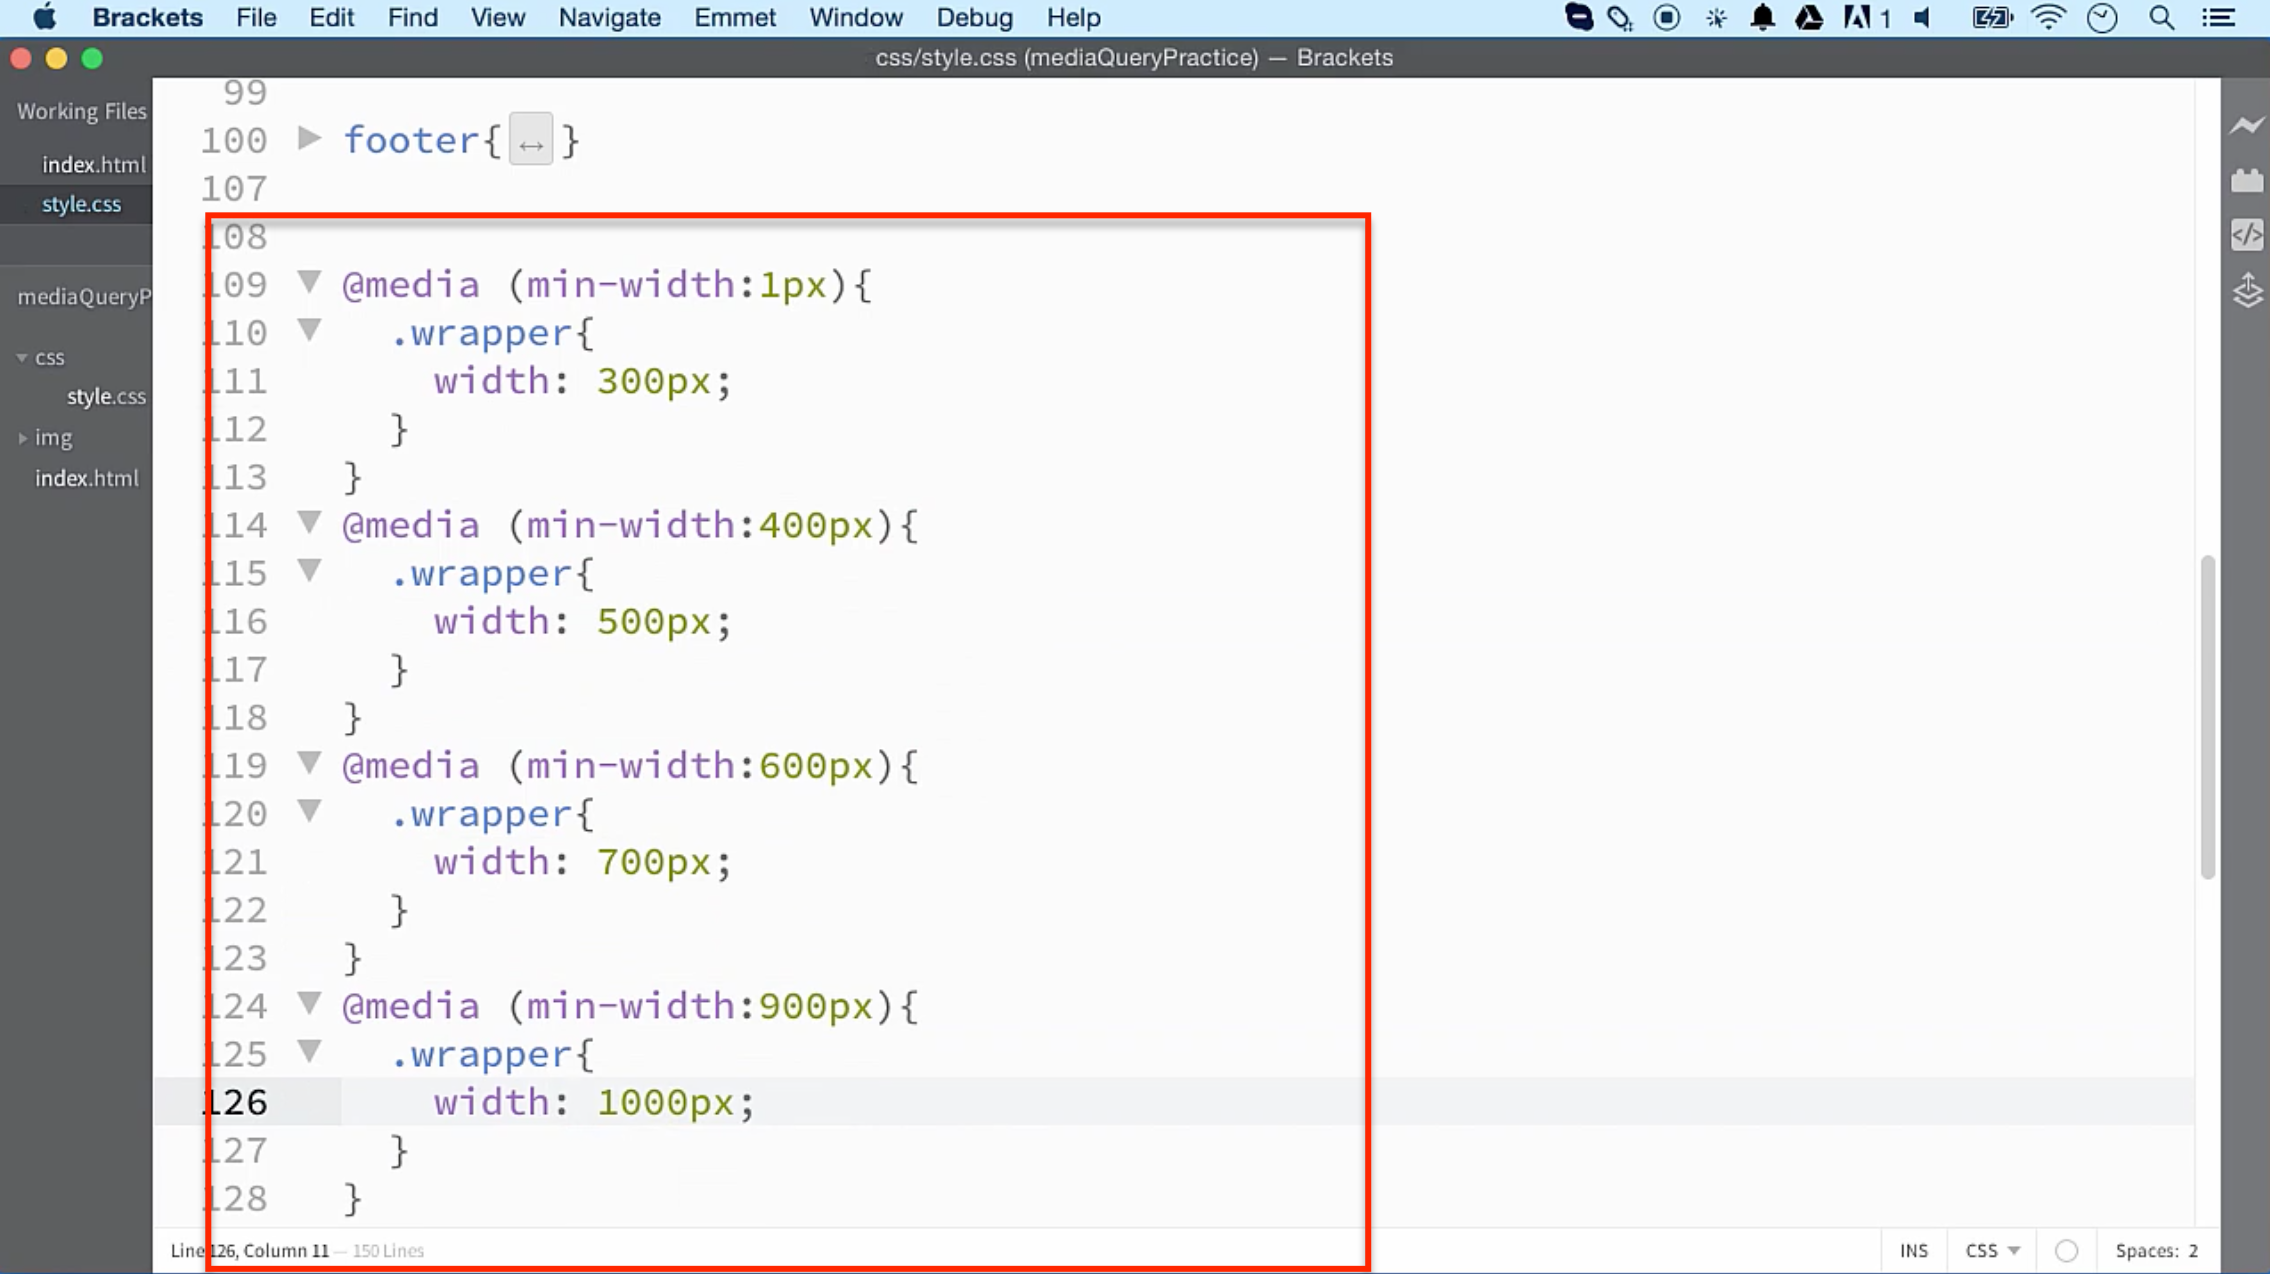 Brackets File Edit Find View Navigate Emmet Window Debug Help 1
css/style.css (mediaQueryPractice) — Brackets
Working Files
index.html
style.css
mediaQueryP
css
style.css
img
index.html
99
100 footer{↔}
107
108
109 @media (min-width:1px){
110 .wrapper{
111 width: 300px;
112 }
113 }
114 @media (min-width:400px){
115 .wrapper{
116 width: 500px;
117 }
118 }
119 @media (min-width:600px){
120 .wrapper{
121 width: 700px;
122 }
123 }
124 @media (min-width:900px){
125 .wrapper{
126 width: 1000px;
127 }
128 }
Line 126, Column 11 — 150 Lines INS CSS Spaces: 2